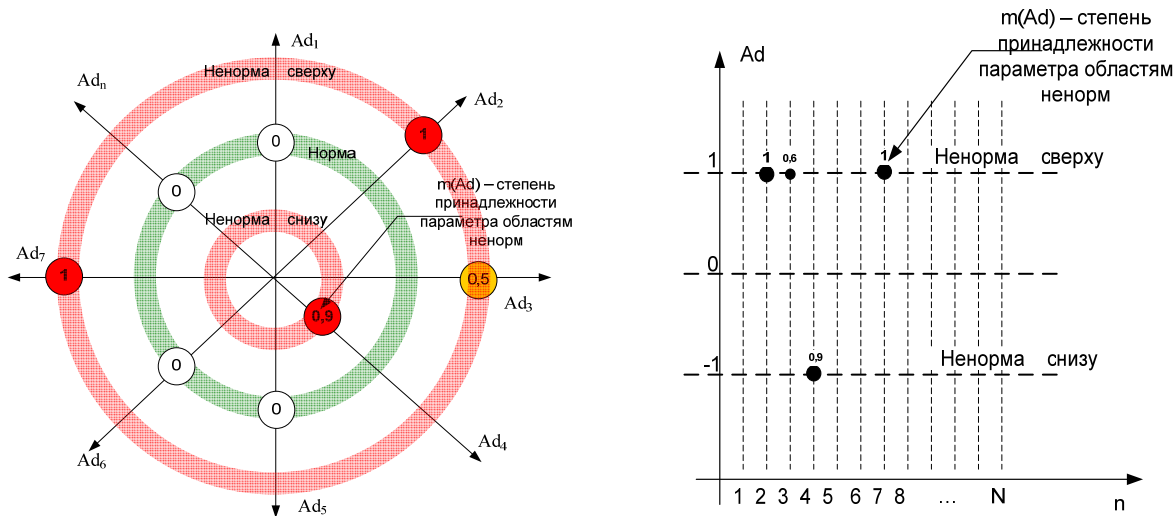 Ad1
Ненорма сверху
Adn
Ad2
1
0
Норма
m(Ad) – степень
принадлежности
параметра областям
ненорм
0
Ненорма снизу
Ad7
1
0,5
Ad3
0,9
0
0
Ad4
Ad6
Ad5
m(Ad) – степень
принадлежности
параметра областям
ненорм
Ad
1
1
0,6
1
Ненорма сверху
0
0,9
Ненорма снизу
-1
1 2 3 4 5 6 7 8 ... N
n